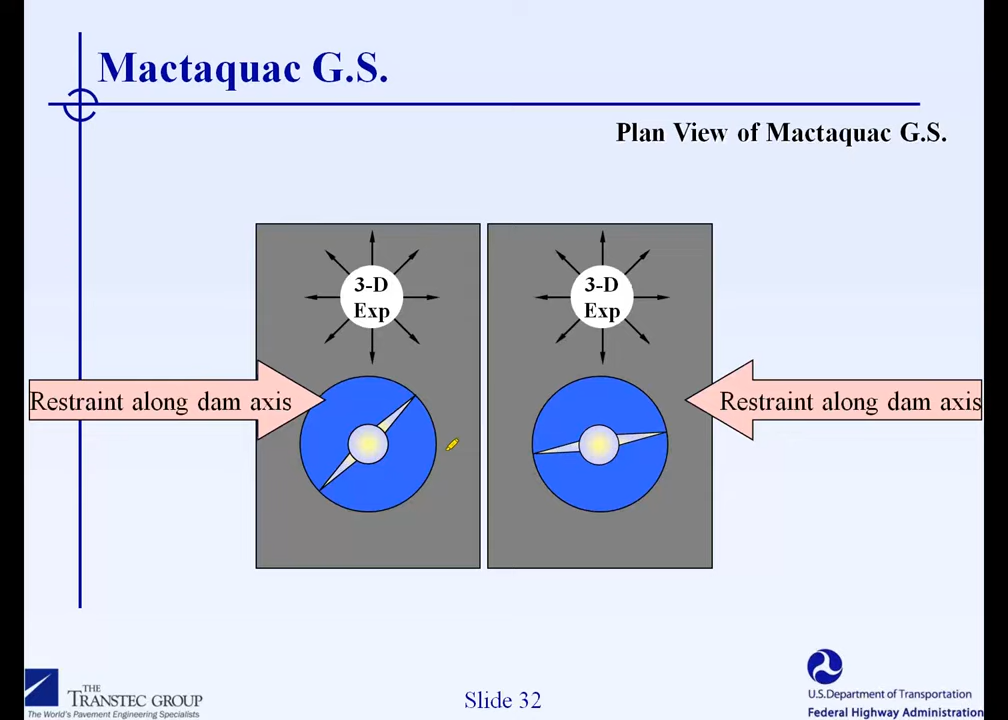 Mactaquac G.S.
Plan View of Mactaquac G.S.
3-D
Exp
3-D
Exp
Restraint along dam axis
Restraint along dam axis
THE
TRANSTEC GROUP
The World's Pavement Engineering Specialists
Slide 32
U.S.Department of Transportation
Federal Highway Administration